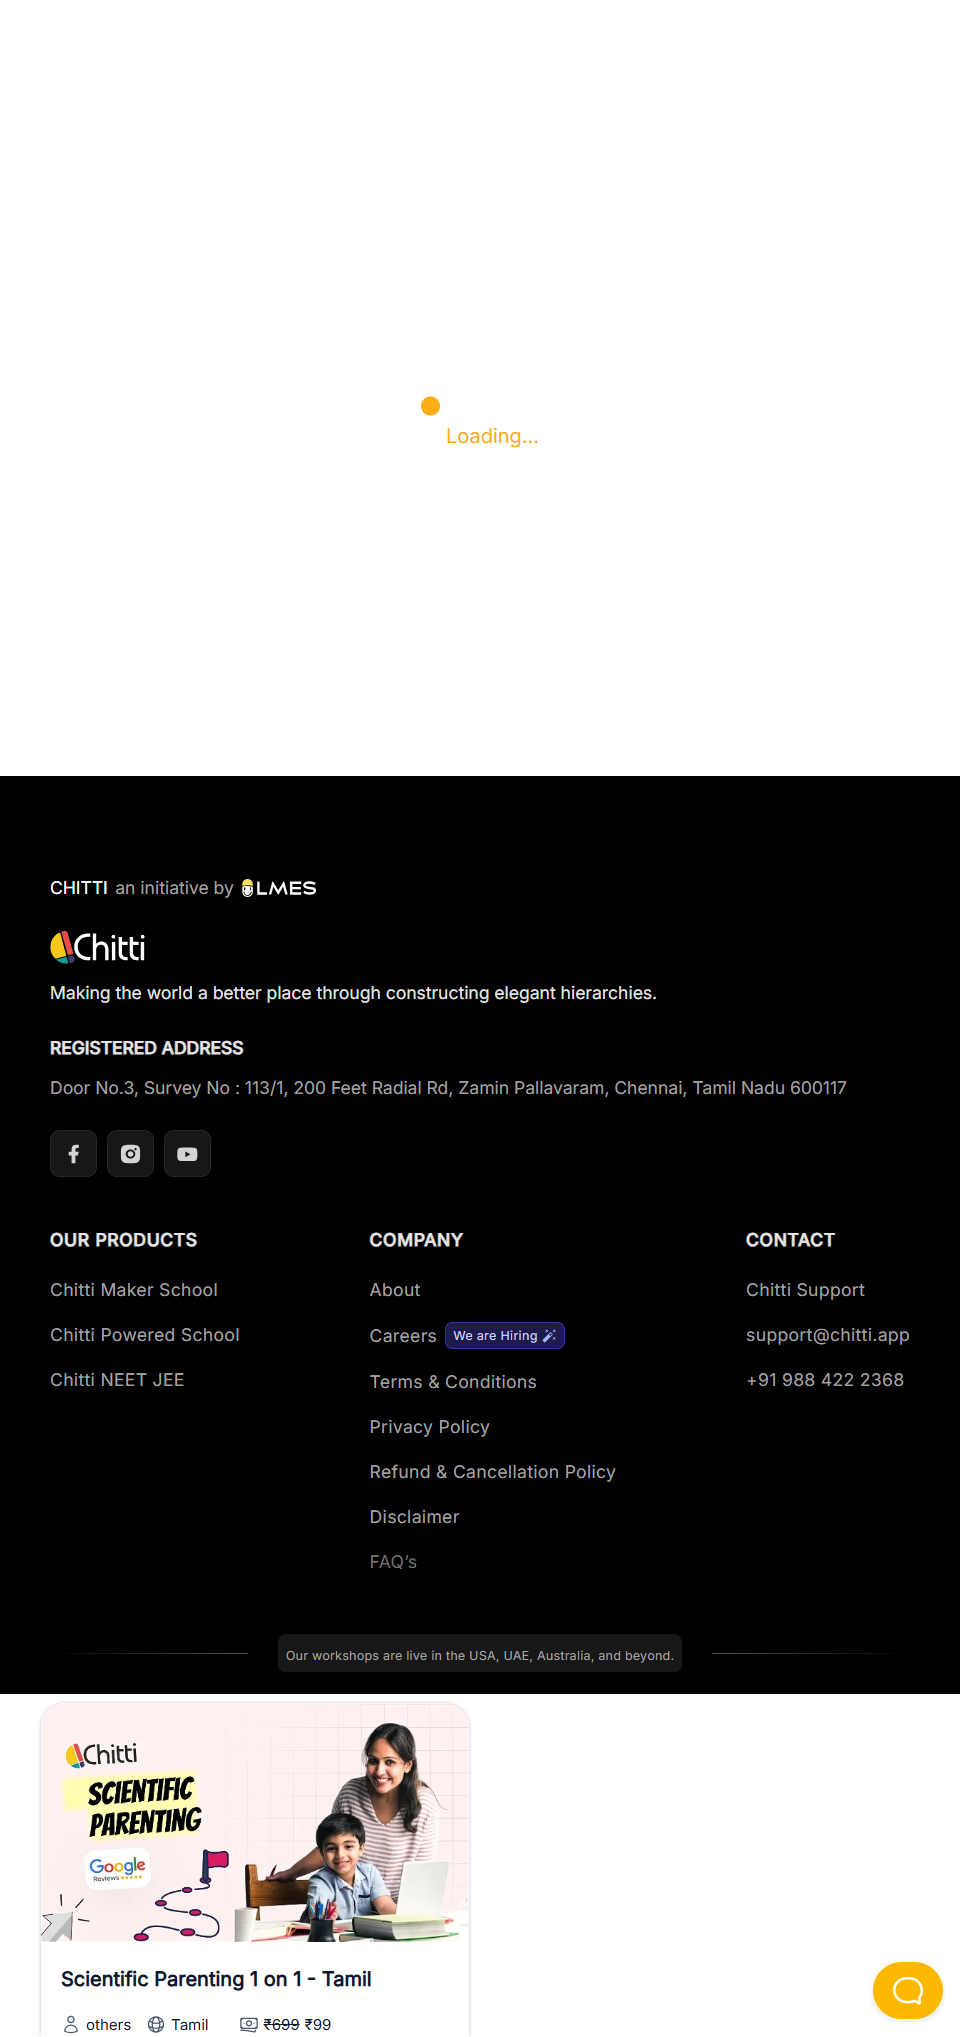 Loading...
CHITTI an initiative by LMES
Chitti
Making the world a better place through constructing elegant hierarchies.
REGISTERED ADDRESS
Door No.3, Survey No : 113/1, 200 Feet Radial Rd, Zamin Pallavaram, Chennai, Tamil Nadu 600117
OUR PRODUCTS
Chitti Maker School
Chitti Powered School
Chitti NEET JEE
COMPANY
About
Careers We are Hiring
Terms & Conditions
Privacy Policy
Refund & Cancellation Policy
Disclaimer
FAQ's
CONTACT
Chitti Support
support@chitti.app
+91 988 422 2368
Our workshops are live in the USA, UAE, Australia, and beyond.
Chitti
SCIENTIFIC
PARENTING
Google
Reviews
Scientific Parenting 1 on 1 - Tamil
others Tamil ₹699 ₹99